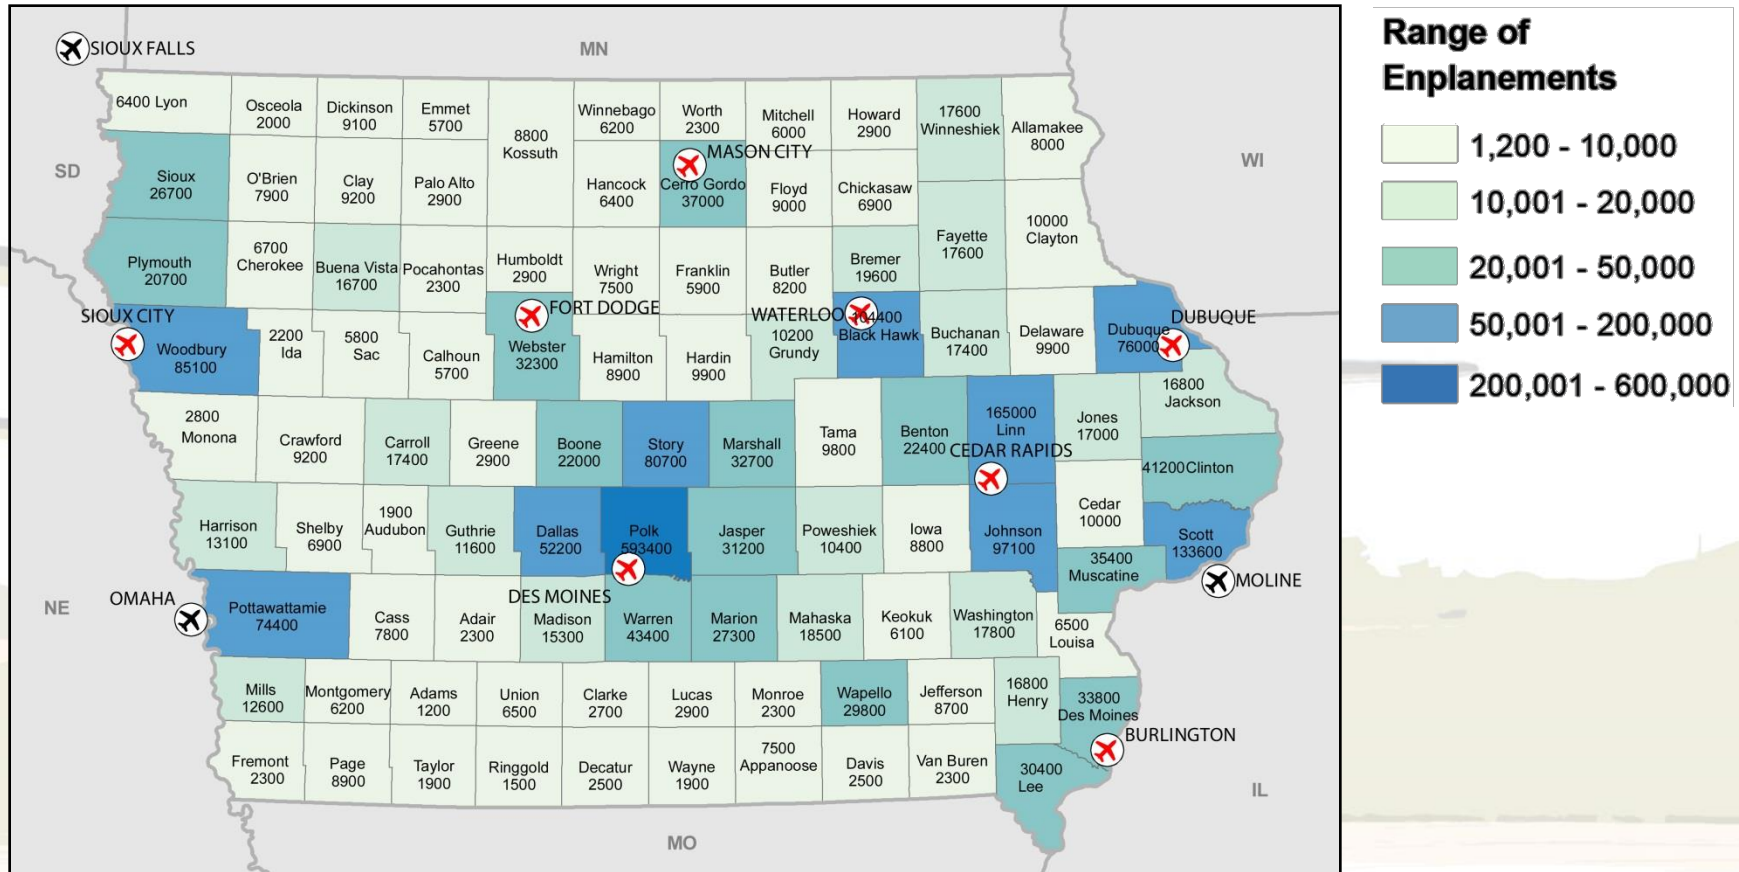 SIOUX FALLS
MN
6400 Lyon
Osceola
2000
Dickinson
9100
Emmet
5700
8800
Kossuth
Winnebago
6200
Worth
2300
Mitchell
6000
Howard
2900
17600
Winneshiek
Allamakee
8000
SD
WI
Sioux
26700
O'Brien
7900
Clay
9200
Palo Alto
2900
Hancock
6400
MASON CITY
Cerro Gordo
37000
Floyd
9000
Chickasaw
6900
10000
Clayton
Plymouth
20700
6700
Cherokee
Buena Vista
16700
Pocahontas
2300
Humboldt
2900
Wright
7500
Franklin
5900
Butler
8200
Bremer
19600
Fayette
17600
SIOUX CITY
Woodbury
85100
2200
Ida
5800
Sac
Calhoun
5700
FORT DODGE
Webster
32300
Hamilton
8900
Hardin
9900
WATERLOO
10200
Grundy
104400
Black Hawk
Buchanan
17400
Delaware
9900
Dubuque
76000
DUBUQUE
2800
Monona
Crawford
9200
Carroll
17400
Greene
2900
Boone
22000
Story
80700
Marshall
32700
Tama
9800
Benton
22400
165000
Linn
CEDAR RAPIDS
Jones
17000
16800
Jackson
41200Clinton
Harrison
13100
Shelby
6900
1900
Audubon
Guthrie
11600
Dallas
52200
Polk
593400
Jasper
31200
Poweshiek
10400
Iowa
8800
Johnson
97100
Cedar
10000
Scott
133600
35400
Muscatine
MOLINE
NE
OMAHA
Pottawattamie
74400
Cass
7800
Adair
2300
DES MOINES
Madison
15300
Warren
43400
Marion
27300
Mahaska
18500
Keokuk
6100
Washington
17800
6500
Louisa
Mills
12600
Montgomery
6200
Adams
1200
Union
6500
Clarke
2700
Lucas
2900
Monroe
2300
Wapello
29800
Jefferson
8700
16800
Henry
33800
Des Moines
BURLINGTON
Fremont
2300
Page
8900
Taylor
1900
Ringgold
1500
Decatur
2500
Wayne
1900
7500
Appanoose
Davis
2500
Van Buren
2300
30400
Lee
IL
MO
Range of
Enplanements
1,200 - 10,000
10,001 - 20,000
20,001 - 50,000
50,001 - 200,000
200,001 - 600,000